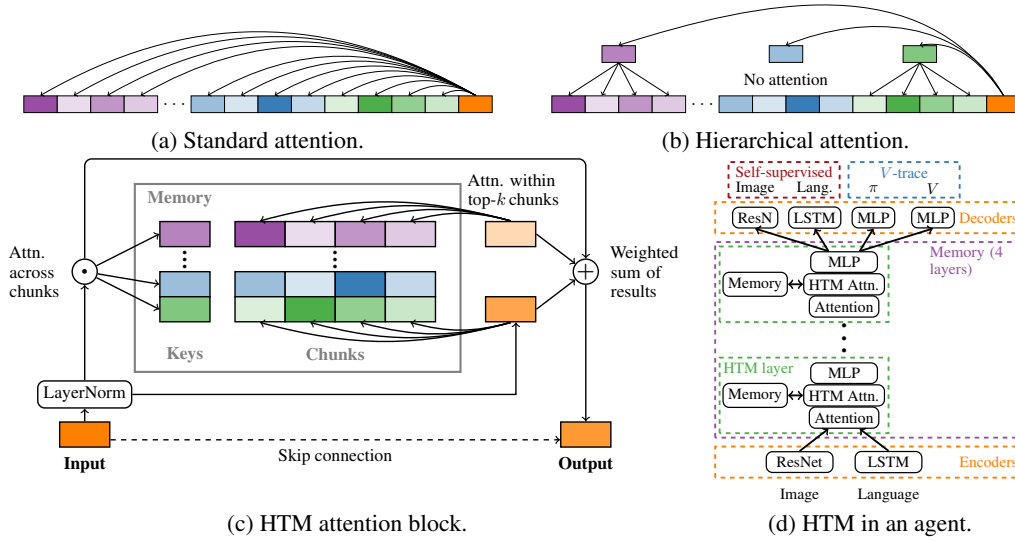 No attention
(a) Standard attention.
(b) Hierarchical attention.
Memory
Attn. within
top-k chunks
Attn.
across
chunks
Weighted
sum of
results
Keys
Chunks
LayerNorm
Input
Skip connection
Output
(c) HTM attention block.
Self-supervised
V-trace
Image
Lang.
π
V
ResN
LSTM
MLP
MLP
Decoders
Memory (4
layers)
MLP
Memory
HTM Attn.
Attention
HTM layer
MLP
Memory
HTM Attn.
Attention
ResNet
LSTM
Encoders
Image
Language
(d) HTM in an agent.